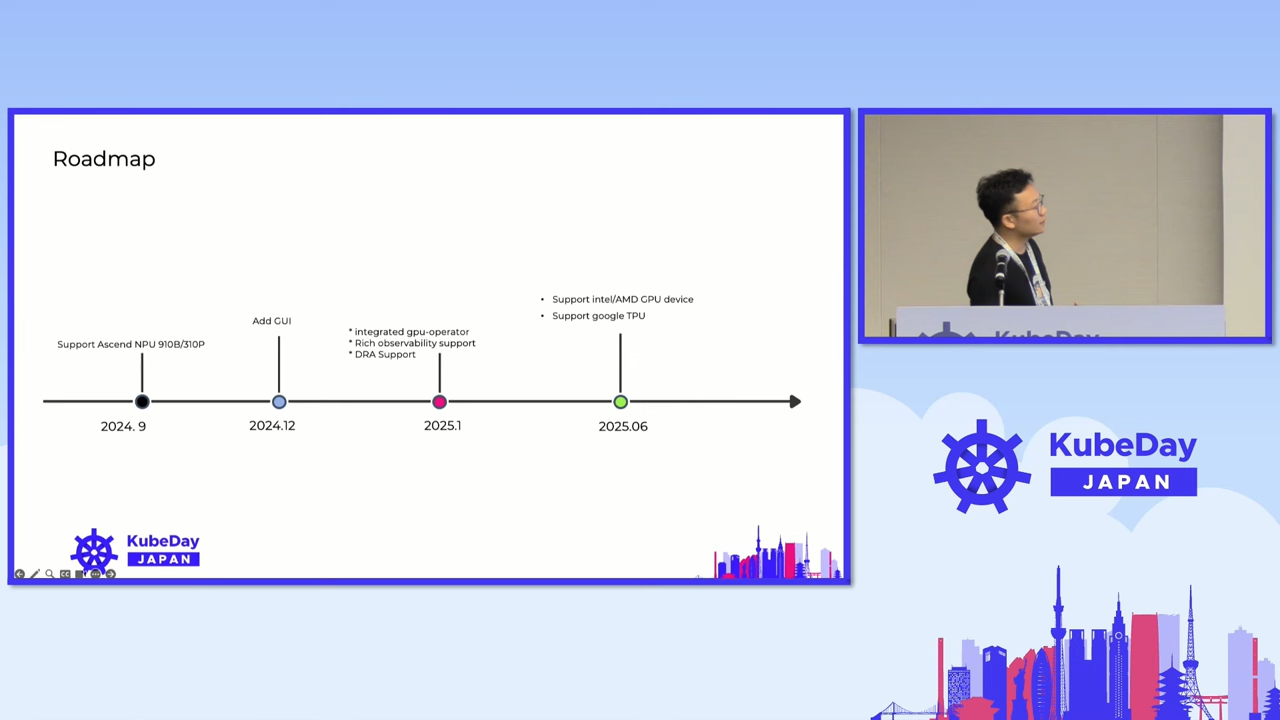 Roadmap
Support Ascend NPU 910B/310P
Add GUI
* integrated gpu-operator
* Rich observability support
* DRA Support
• Support intel/AMD GPU device
• Support google TPU
2024. 9
2024.12
2025.1
2025.06
KubeDay
JAPAN
KubeDay
KubeDay
JAPAN